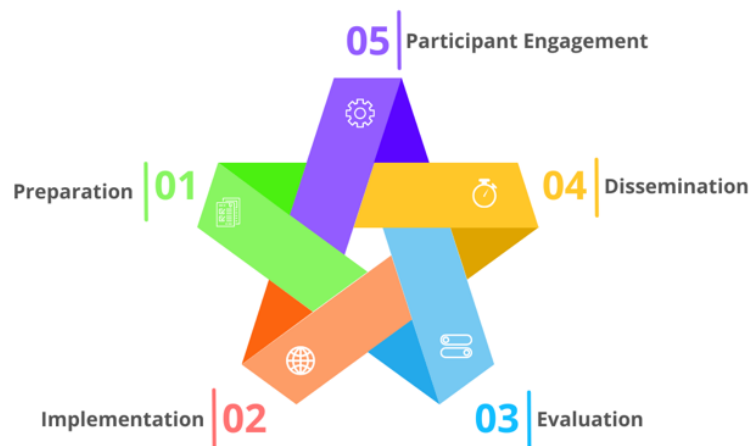 05 Participant Engagement
Preparation 01
04 Dissemination
Implementation 02
03 Evaluation